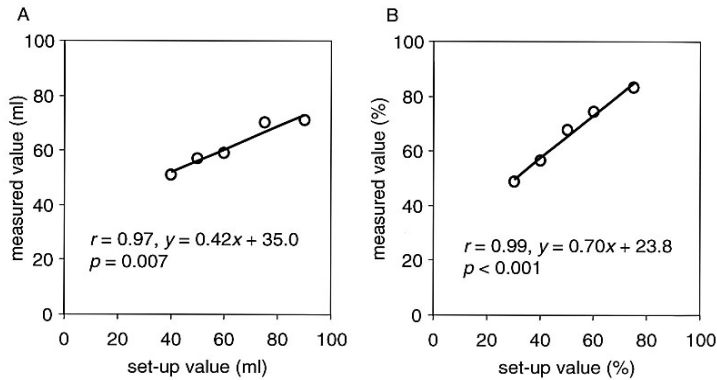 A
100
80
60
40
20
0
measured value (ml)
r = 0.97, y = 0.42x + 35.0
p = 0.007
0 20 40 60 80 100
set-up value (ml)
B
100
80
60
40
20
0
measured value (%)
r = 0.99, y = 0.70x + 23.8
p < 0.001
0 20 40 60 80 100
set-up value (%)